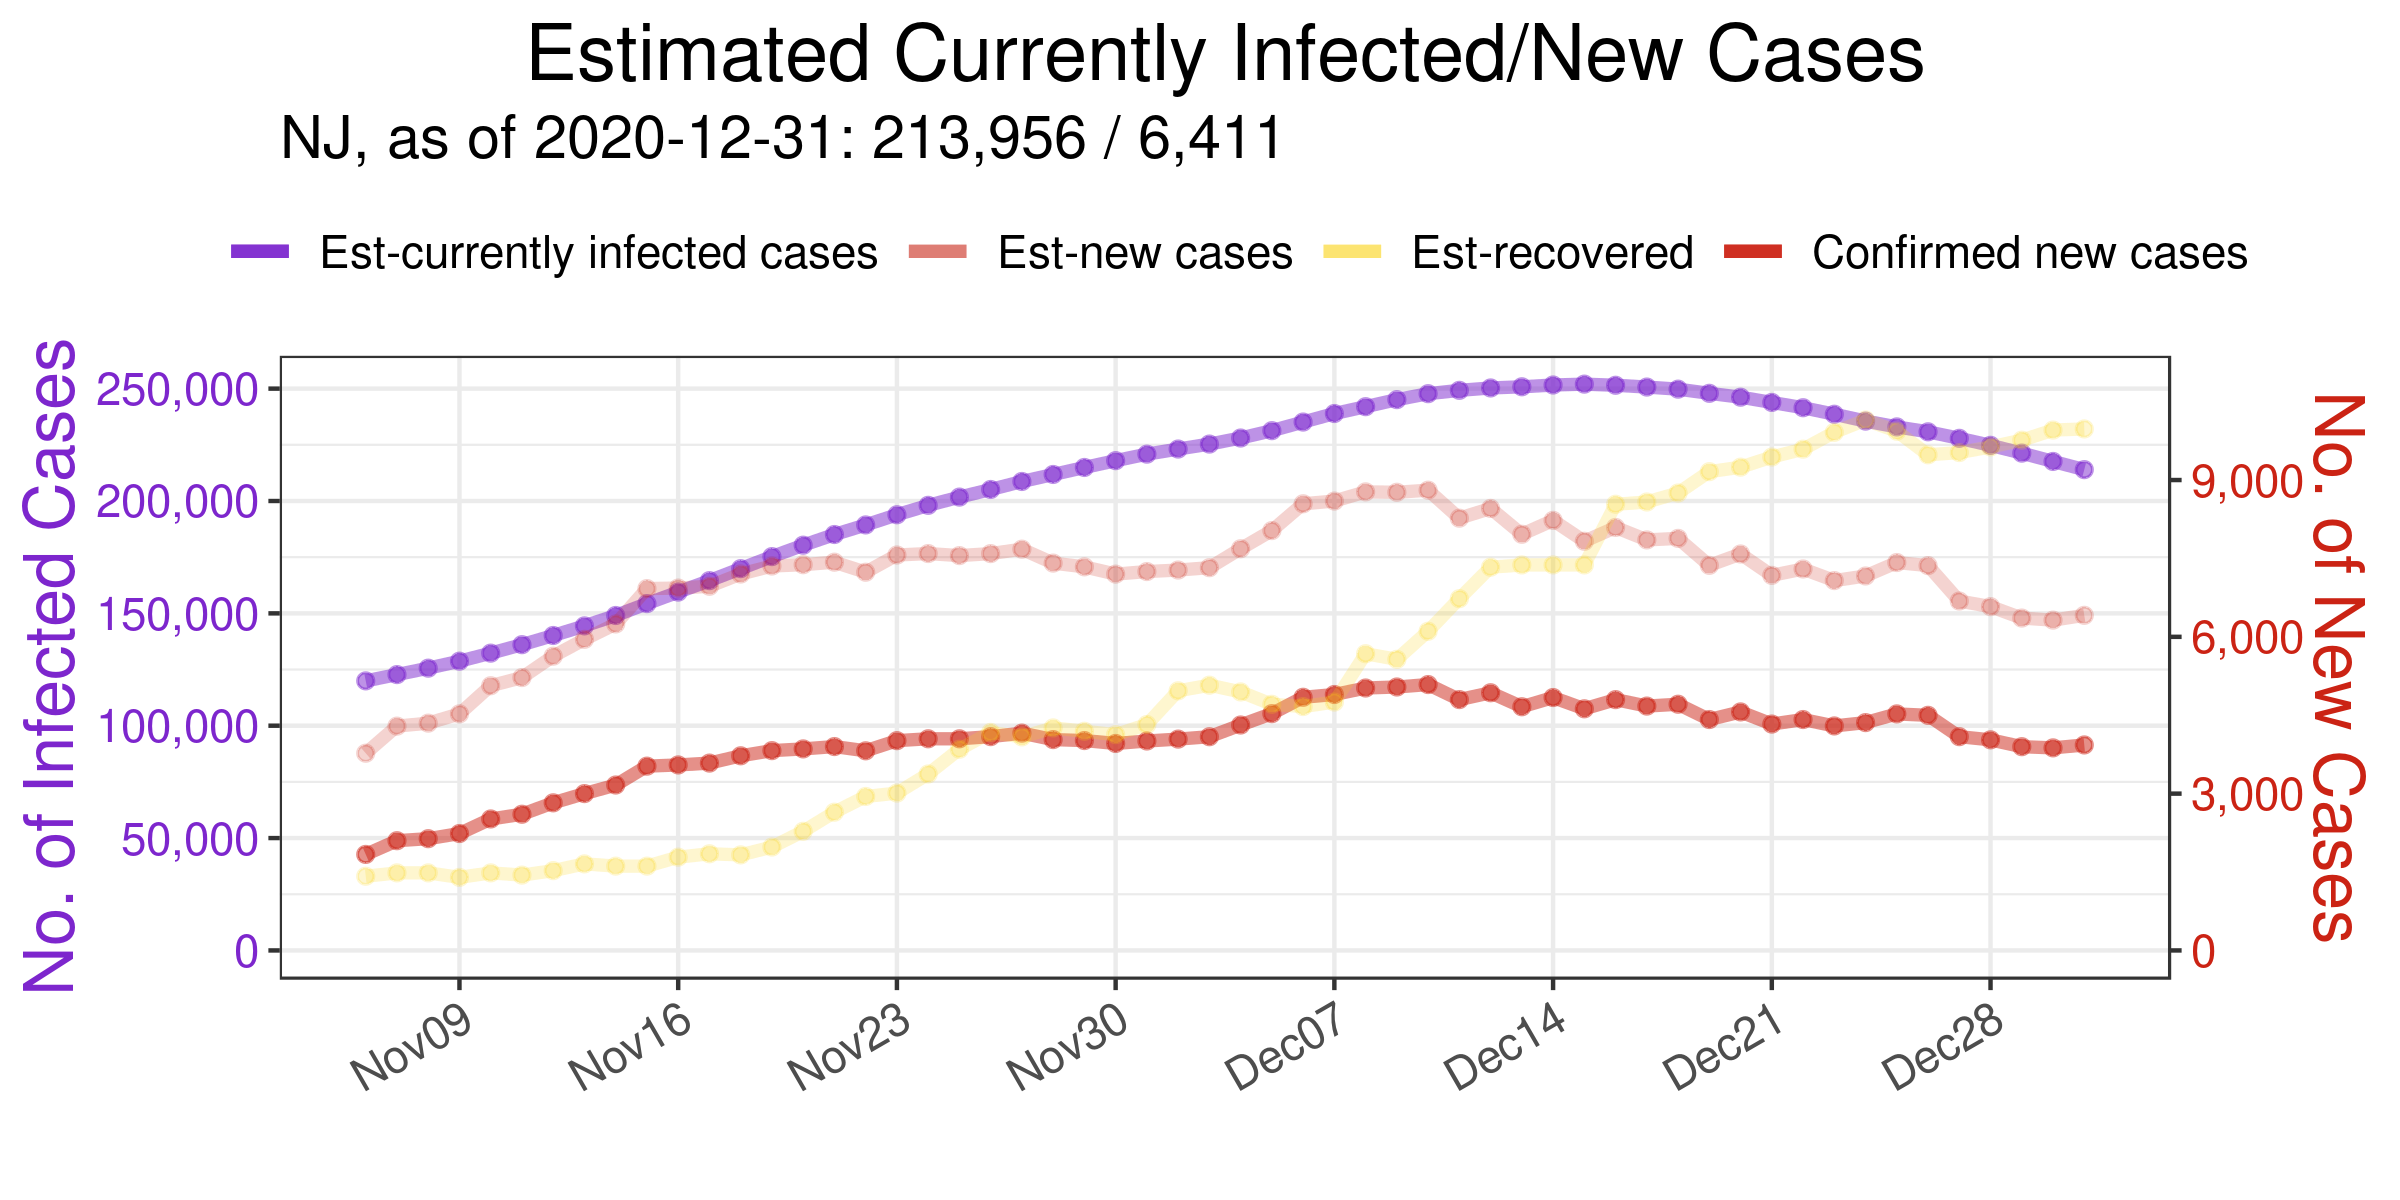 Estimated Currently Infected/New Cases
NJ, as of 2020-12-31: 213,956 / 6,411
Est-currently infected cases Est-new cases Est-recovered Confirmed new cases
No. of Infected Cases
250,000
200,000
150,000
100,000
50,000
0
No. of New Cases
9,000
6,000
3,000
0
Nov09 Nov16 Nov23 Nov30 Dec07 Dec14 Dec21 Dec28